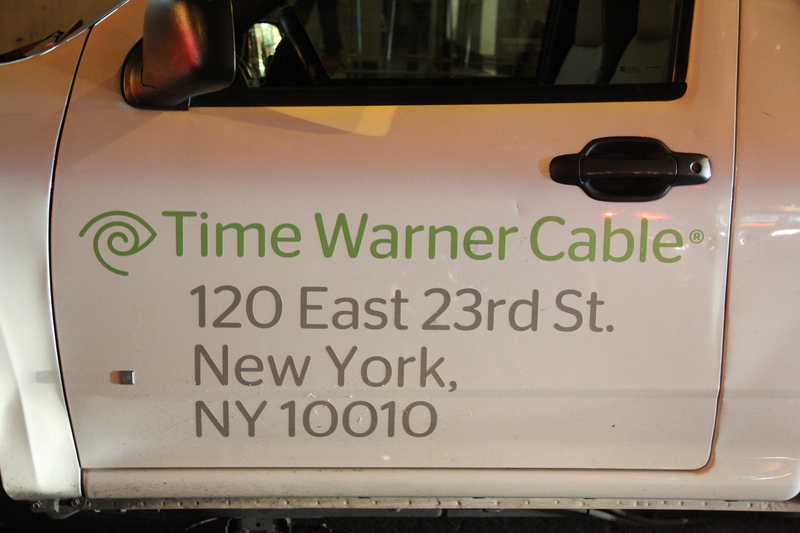 Time Warner Cable®
120 East 23rd St.
New York,
NY 10010